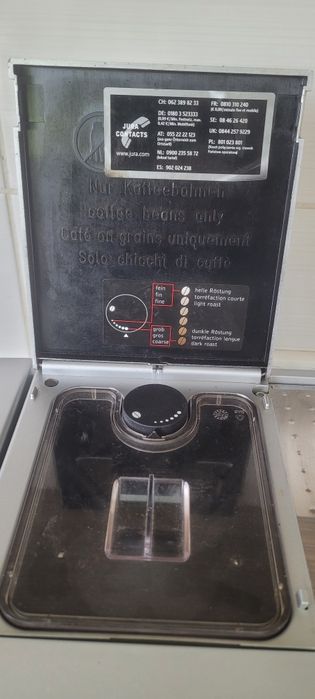 JURA
CONTACTS
www.jura.com
CH: 062 389 82 33
DE: 0180 3 523333
AT: 055 22 22 123
NL: 0900 235 58 72
ES: 902 024 238
FR: 0810 310 240
SE: 08 46 26 420
UK: 0844 257 9229
PL: 801 023 801
Nur Kaffeebohnen
Coffee beans only
Café en grains uniquement
Solo chicchi di caffè
fein
fin
fine
grob
gros
coarse
helle Röstung
torréfaction courte
light roast
dunkle Röstung
torréfaction longue
dark roast